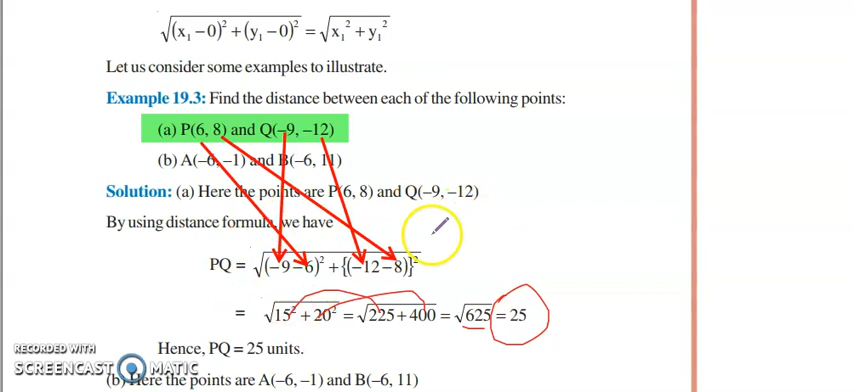 √(x₁ – 0)² + (y₁ – 0)² = √x₁² + y₁²
Let us consider some examples to illustrate.
Example 19.3: Find the distance between each of the following points:
(a) P(6, 8) and Q(–9, –12)
(b) A(–6, –1) and B(–6, 11)
Solution: (a) Here the points are P(6, 8) and Q(–9, –12)
By using distance formula, we have
PQ = √(–9 – 6)² + {(–12 – 8)}²
= √15² + 20² = √225 + 400 = √625 = 25
Hence, PQ = 25 units.
RECORDED WITH
SCREENCAST MATIC
(b) Here the points are A(–6, –1) and B(–6, 11)